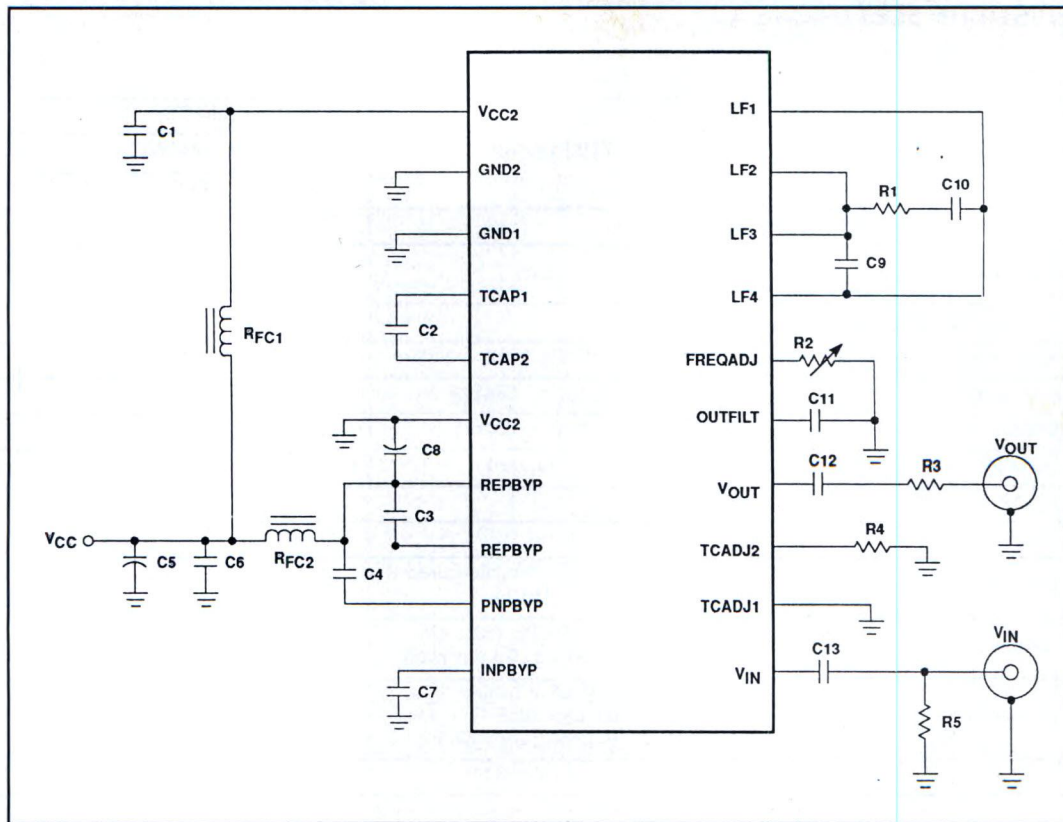 C1
VCC2
GND2
GND1
TCAP1
C2
TCAP2
RFC1
VCC2
C8
REPBYP
C3
REPBYP
VCC
C5
C6
RFC2
C4
PNPBYP
INPBYP
C7
LF1
LF2
R1
C10
LF3
C9
LF4
R2
FREQADJ
C11
OUTFILT
C12
R3
VOUT
VOUT
R4
TCADJ2
TCADJ1
C13
VIN
VIN
R5